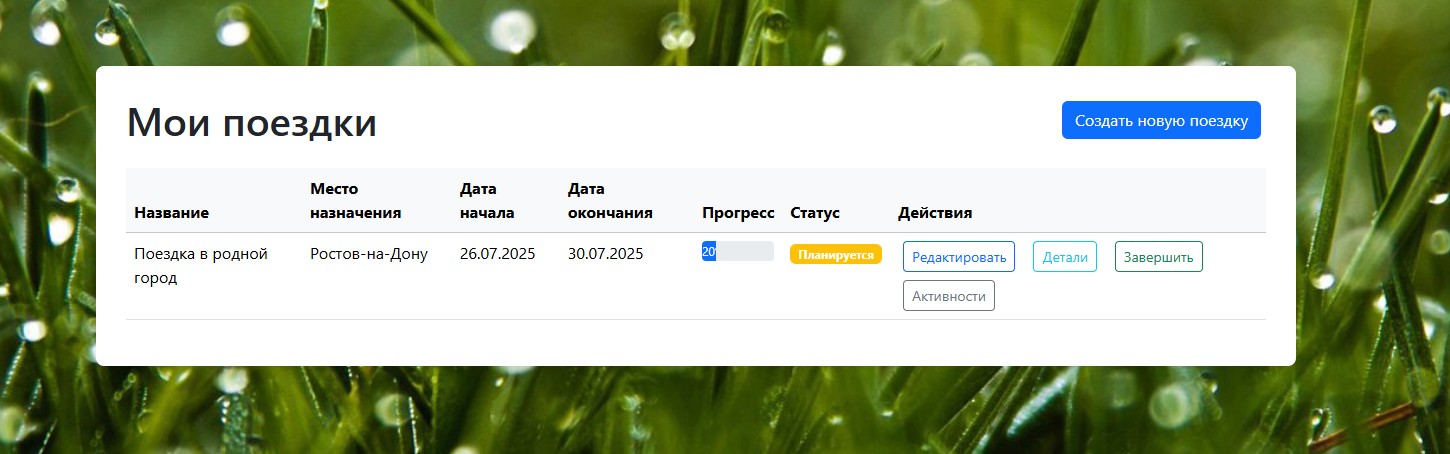 Мои поездки
Создать новую поездку
Название
Место назначения
Дата начала
Дата окончания
Прогресс
Статус
Действия
Поездка в родной
город
Ростов-на-Дону
26.07.2025
30.07.2025
20
Планируется
Редактировать
Детали
Завершить
Активности